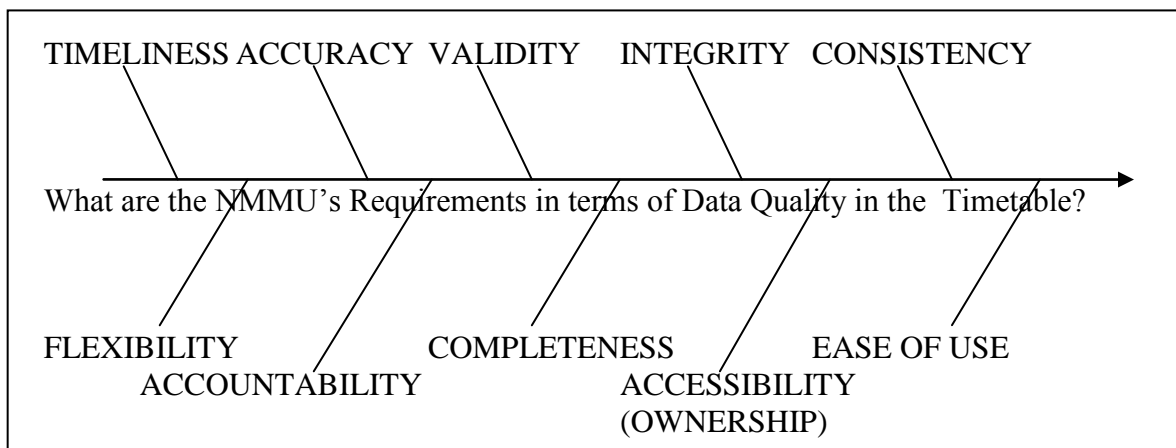 TIMELINESS ACCURACY VALIDITY INTEGRITY CONSISTENCY
What are the NMMU’s Requirements in terms of Data Quality in the Timetable?
FLEXIBILITY COMPLETENESS EASE OF USE
ACCOUNTABILITY ACCESSIBILITY
(OWNERSHIP)